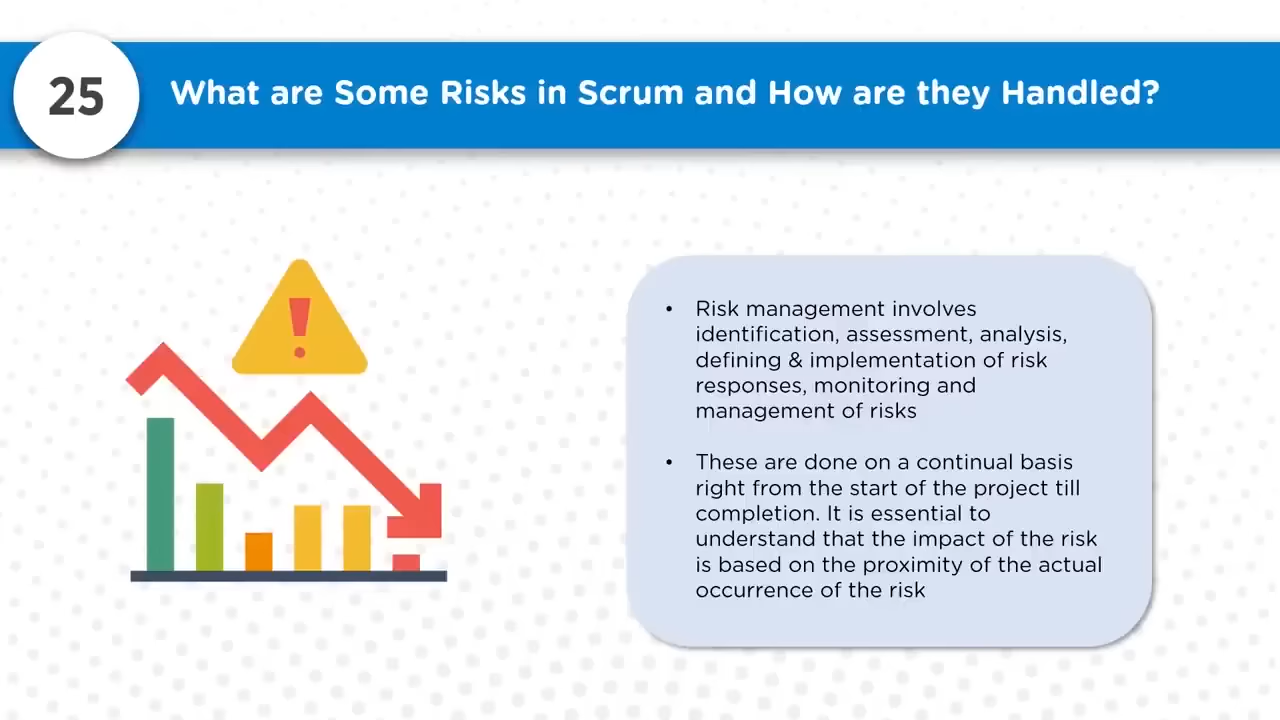 25
What are Some Risks in Scrum and How are they Handled?
!
• Risk management involves
identification, assessment, analysis,
defining & implementation of risk
responses, monitoring and
management of risks
• These are done on a continual basis
right from the start of the project till
completion. It is essential to
understand that the impact of the risk
is based on the proximity of the actual
occurrence of the risk